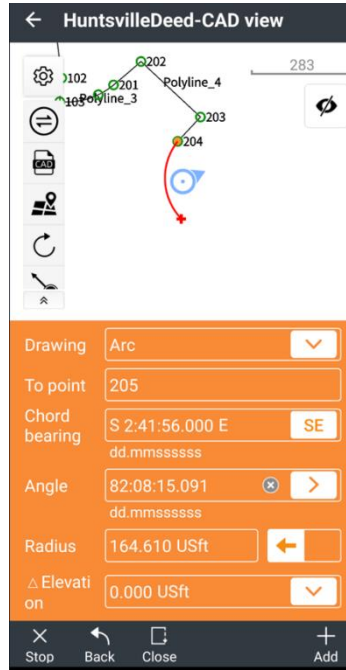 HuntsvilleDeed-CAD view
202
283
102
201
Polyline_4
103
Polyline_3
203
CAD
204
Drawing
Arc
To point
205
Chord
bearing
S 2:41:56.000 E
SE
dd.mmssssss
Angle
82:08:15.091
dd.mmssssss
Radius
164.610 USft
△ Elevati
on
0.000 USft
Stop
Back
Close
Add